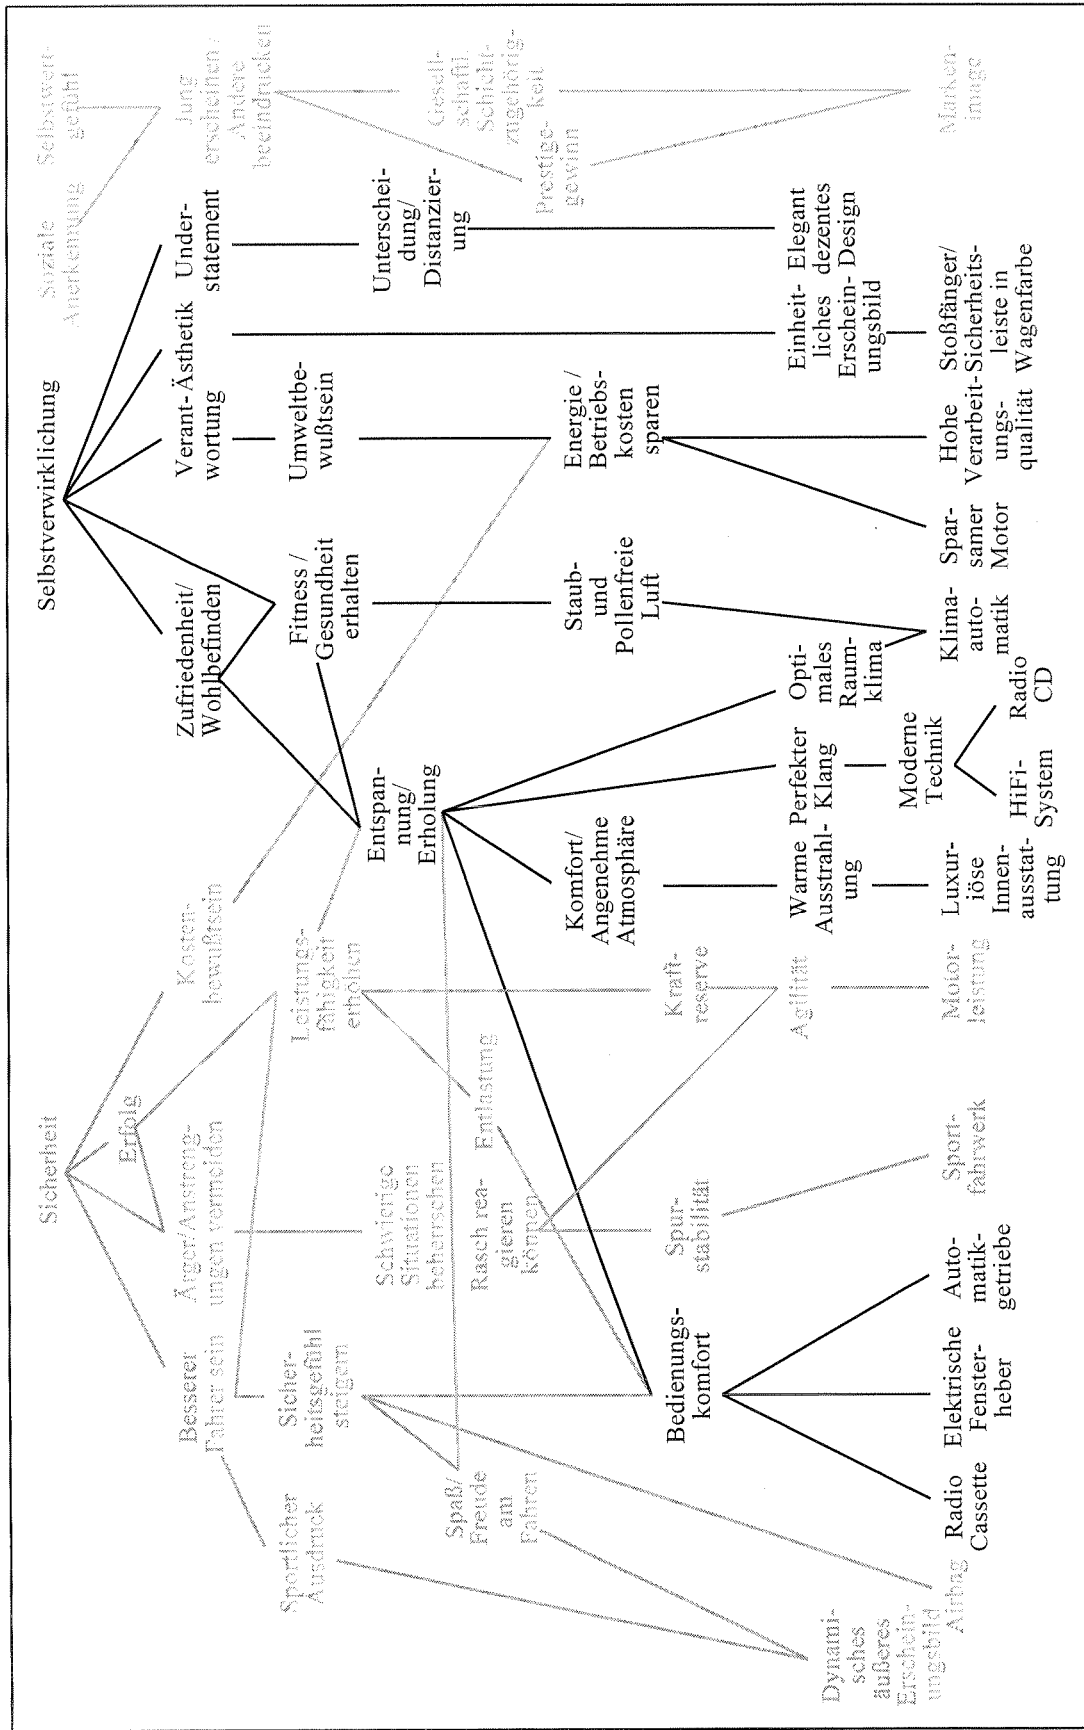 Sicherheit
Selbstverwirklichung
Soziale
Anerkennung
Selbstwert-
gefühl
Erfolg
Besserer
Fahrer sein
Ärger/Anstreng-
ungen vermeiden
Kosten-
bewußtsein
Zufriedenheit/
Wohlbefinden
Verant-
wortung
Ästhetik
Under-
statement
Jung
erscheinen /
Andere
beeindrucken
Sportlicher
Ausdruck
Sicher-
heitsgefühl
steigern
Leistungs-
fähigkeit
erhöhen
Fitness /
Gesundheit
erhalten
Umweltbe-
wußtsein
Schwierige
Situationen
beherrschen
Entspan-
nung/
Erholung
Unterschei-
dung/
Distanzier-
ung
Gesell-
schaftl.
Schicht-
zugehörig-
keit
Spaß/
Freude
am
Fahren
Rasch rea-
gieren
können
Entlastung
Prestige-
gewinn
Komfort/
Angenehme
Atmosphäre
Staub-
und
Pollenfreie
Luft
Energie /
Betriebs-
kosten
sparen
Bedienungs-
komfort
Spur-
stabilität
Kraft-
reserve
Agilität
Warme
Ausstrahl-
ung
Perfekter
Klang
Opti-
males
Raum-
klima
Einheit-
liches
Erschein-
ungsbild
Elegant
dezentes
Design
Moderne
Technik
Dynami-
sches
äußeres
Erschein-
ungsbild
Airbag
Radio
Cassette
Elektrische
Fenster-
heber
Auto-
matik-
getriebe
Sport-
fahrwerk
Motor-
leistung
Luxur-
iöse
Innen-
ausstat-
tung
HiFi-
System
Radio
CD
Klima-
auto-
matik
Spar-
samer
Motor
Hohe
Verarbeit-
ungs-
qualität
Stoßfänger/
Sicherheits-
leiste in
Wagenfarbe
Marken-
image